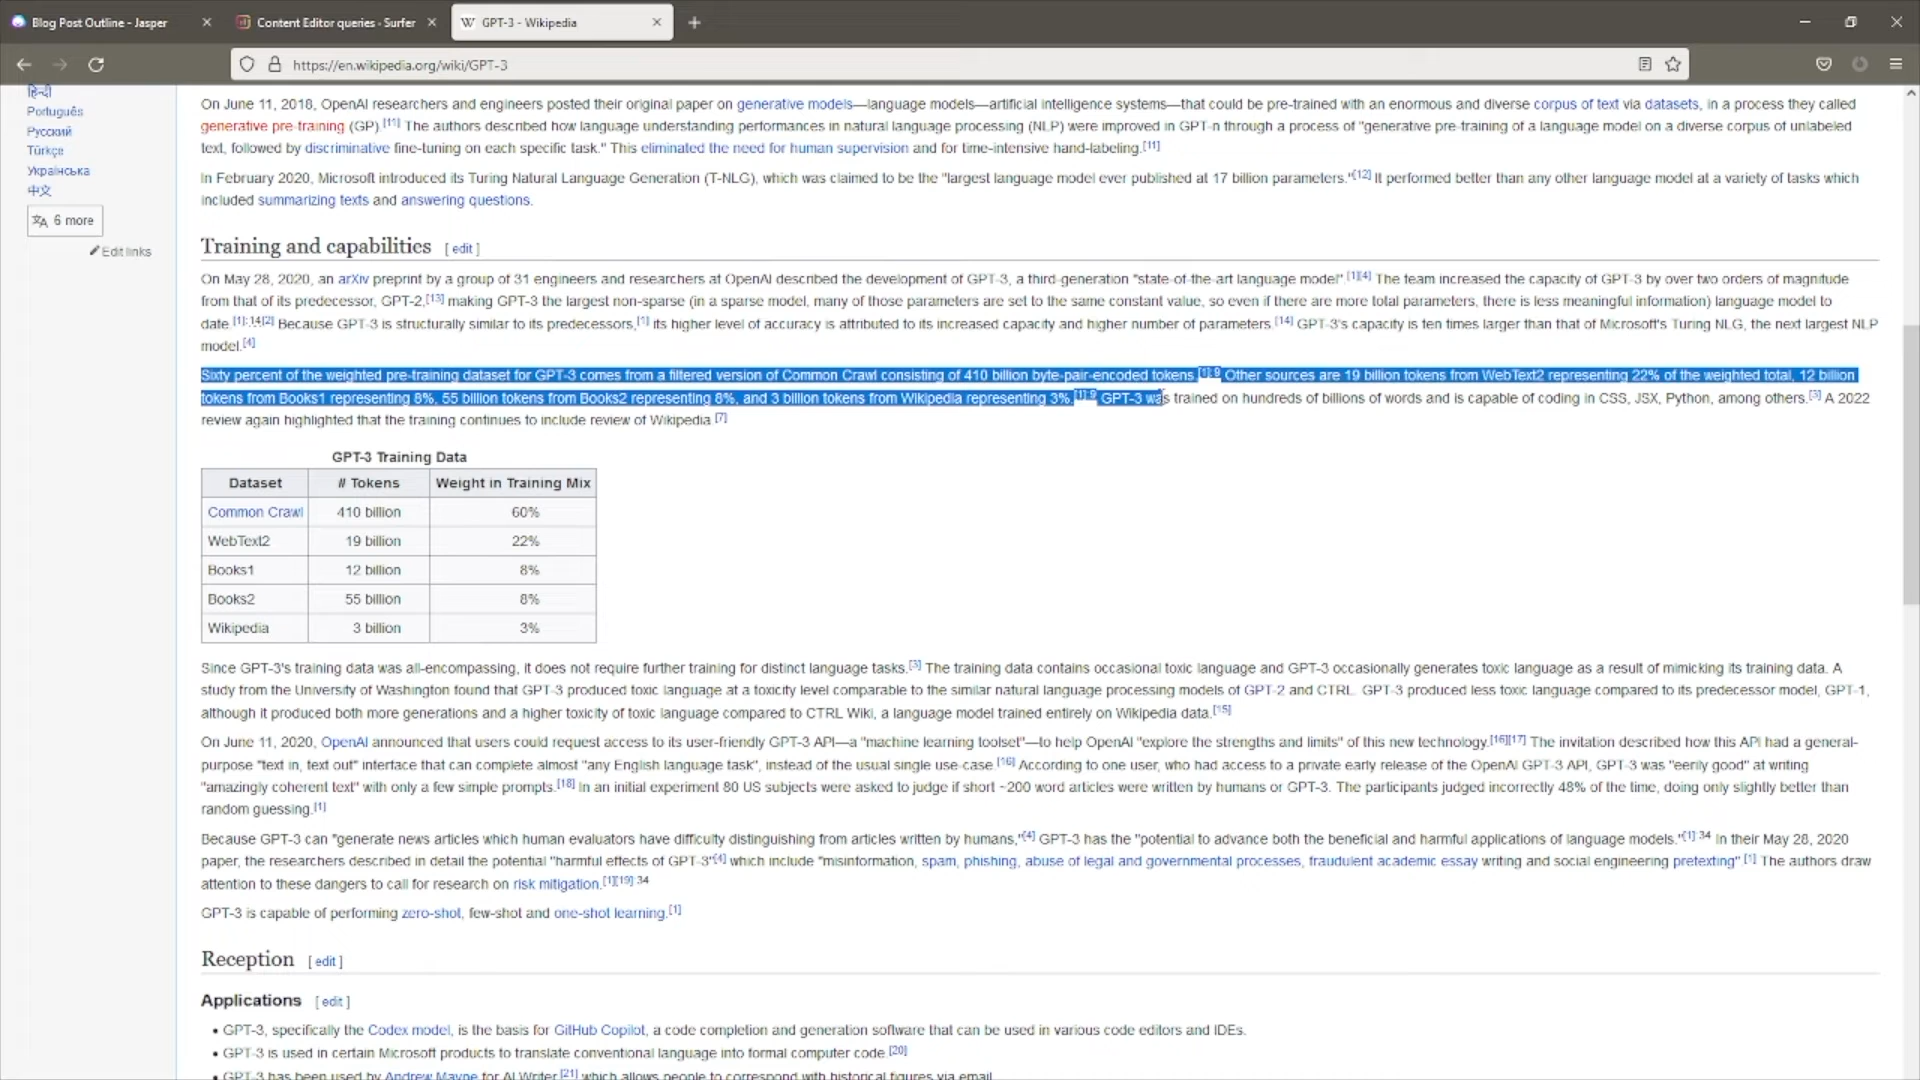 Blog Post Outline - Jasper
Content Editor queries - Surfer
W GPT-3 - Wikipedia
https://en.wikipedia.org/wiki/GPT-3
हिन्दी
Português
Русский
Türkçe
Українська
中文
6 more
Edit links
On June 11, 2018, OpenAI researchers and engineers posted their original paper on generative models—language models—artificial intelligence systems—that could be pre-trained with an enormous and diverse corpus of text via datasets, in a process they called
generative pre-training (GP).[11] The authors described how language understanding performances in natural language processing (NLP) were improved in GPT-n through a process of "generative pre-training of a language model on a diverse corpus of unlabeled
text, followed by discriminative fine-tuning on each specific task." This eliminated the need for human supervision and for time-intensive hand-labeling.[11]
In February 2020, Microsoft introduced its Turing Natural Language Generation (T-NLG), which was claimed to be the "largest language model ever published at 17 billion parameters."[12] It performed better than any other language model at a variety of tasks which
included summarizing texts and answering questions.
Training and capabilities [ edit ]
On May 28, 2020, an arXiv preprint by a group of 31 engineers and researchers at OpenAI described the development of GPT-3, a third-generation "state-of-the-art language model".[1][4] The team increased the capacity of GPT-3 by over two orders of magnitude
from that of its predecessor, GPT-2,[13] making GPT-3 the largest non-sparse (in a sparse model, many of those parameters are set to the same constant value, so even if there are more total parameters, there is less meaningful information) language model to
date.[1]:14[2] Because GPT-3 is structurally similar to its predecessors,[1] its higher level of accuracy is attributed to its increased capacity and higher number of parameters.[14] GPT-3's capacity is ten times larger than that of Microsoft's Turing NLG, the next largest NLP
model.[4]
Sixty percent of the weighted pre-training dataset for GPT-3 comes from a filtered version of Common Crawl consisting of 410 billion byte-pair-encoded tokens.[1]:9 Other sources are 19 billion tokens from WebText2 representing 22% of the weighted total, 12 billion
tokens from Books1 representing 8%, 55 billion tokens from Books2 representing 8%, and 3 billion tokens from Wikipedia representing 3%.[1]:9 GPT-3 was trained on hundreds of billions of words and is capable of coding in CSS, JSX, Python, among others.[3] A 2022
review again highlighted that the training continues to include review of Wikipedia.[7]
GPT-3 Training Data
Dataset # Tokens Weight in Training Mix
Common Crawl 410 billion 60%
WebText2 19 billion 22%
Books1 12 billion 8%
Books2 55 billion 8%
Wikipedia 3 billion 3%
Since GPT-3's training data was all-encompassing, it does not require further training for distinct language tasks.[3] The training data contains occasional toxic language and GPT-3 occasionally generates toxic language as a result of mimicking its training data. A
study from the University of Washington found that GPT-3 produced toxic language at a toxicity level comparable to the similar natural language processing models of GPT-2 and CTRL. GPT-3 produced less toxic language compared to its predecessor model, GPT-1,
although it produced both more generations and a higher toxicity of toxic language compared to CTRL Wiki, a language model trained entirely on Wikipedia data.[15]
On June 11, 2020, OpenAI announced that users could request access to its user-friendly GPT-3 API—a "machine learning toolset"—to help OpenAI "explore the strengths and limits" of this new technology.[16][17] The invitation described how this API had a general-
purpose "text in, text out" interface that can complete almost "any English language task", instead of the usual single use-case.[16] According to one user, who had access to a private early release of the OpenAI GPT-3 API, GPT-3 was "eerily good" at writing
"amazingly coherent text" with only a few simple prompts.[18] In an initial experiment 80 US subjects were asked to judge if short ~200 word articles were written by humans or GPT-3. The participants judged incorrectly 48% of the time, doing only slightly better than
random guessing.[1]
Because GPT-3 can "generate news articles which human evaluators have difficulty distinguishing from articles written by humans,"[4] GPT-3 has the "potential to advance both the beneficial and harmful applications of language models."[1]:34 In their May 28, 2020
paper, the researchers described in detail the potential "harmful effects of GPT-3"[4] which include "misinformation, spam, phishing, abuse of legal and governmental processes, fraudulent academic essay writing and social engineering pretexting".[1] The authors draw
attention to these dangers to call for research on risk mitigation.[1][19]:34
GPT-3 is capable of performing zero-shot, few-shot and one-shot learning.[1]
Reception [ edit ]
Applications [ edit ]
• GPT-3, specifically the Codex model, is the basis for GitHub Copilot, a code completion and generation software that can be used in various code editors and IDEs.
• GPT-3 is used in certain Microsoft products to translate conventional language into formal computer code.[20]
• GPT-3 has been used by Andrew Mayne for AI Writer,[21] which allows people to correspond with historical figures via email.